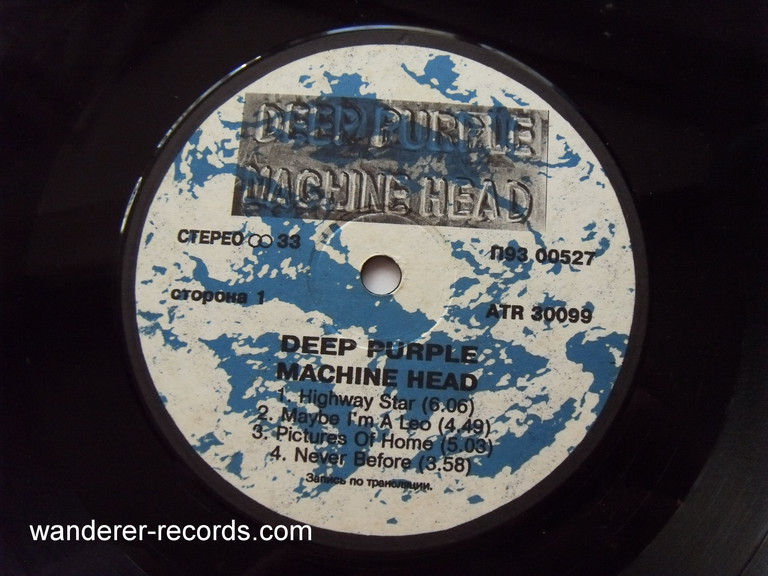 DEEP PURPLE
MACHINE HEAD
СТЕРЕО 33
П93 00527
сторона 1
ATR 30099
DEEP PURPLE
MACHINE HEAD
1. Highway Star (6.06)
2. Maybe I'm A Leo (4.49)
3. Pictures Of Home (5.03)
4. Never Before (3.58)
Запись по трансляции.
wanderer-records.com